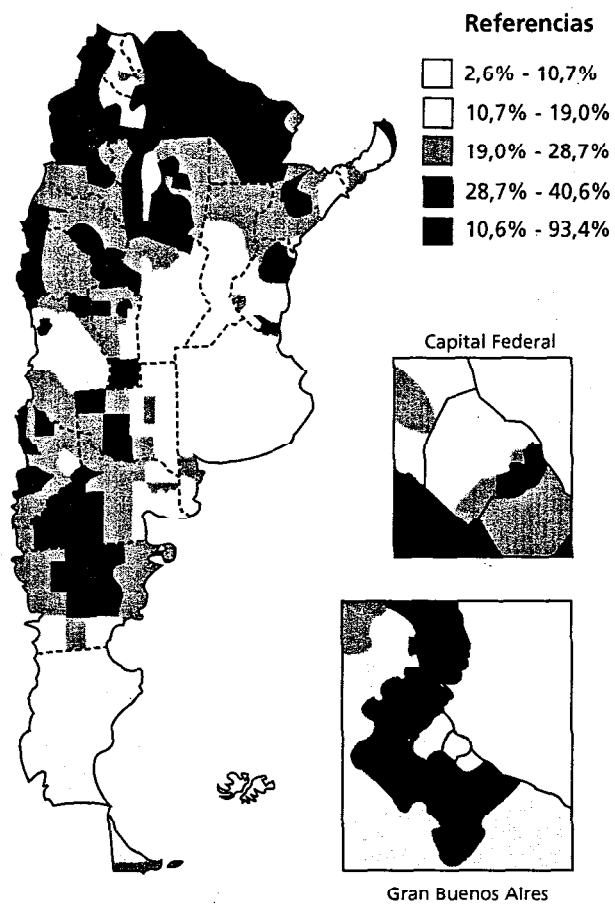 Referencias
2,6% - 10,7%
10,7% - 19,0%
19,0% - 28,7%
28,7% - 40,6%
10,6% - 93,4%
Capital Federal
Gran Buenos Aires